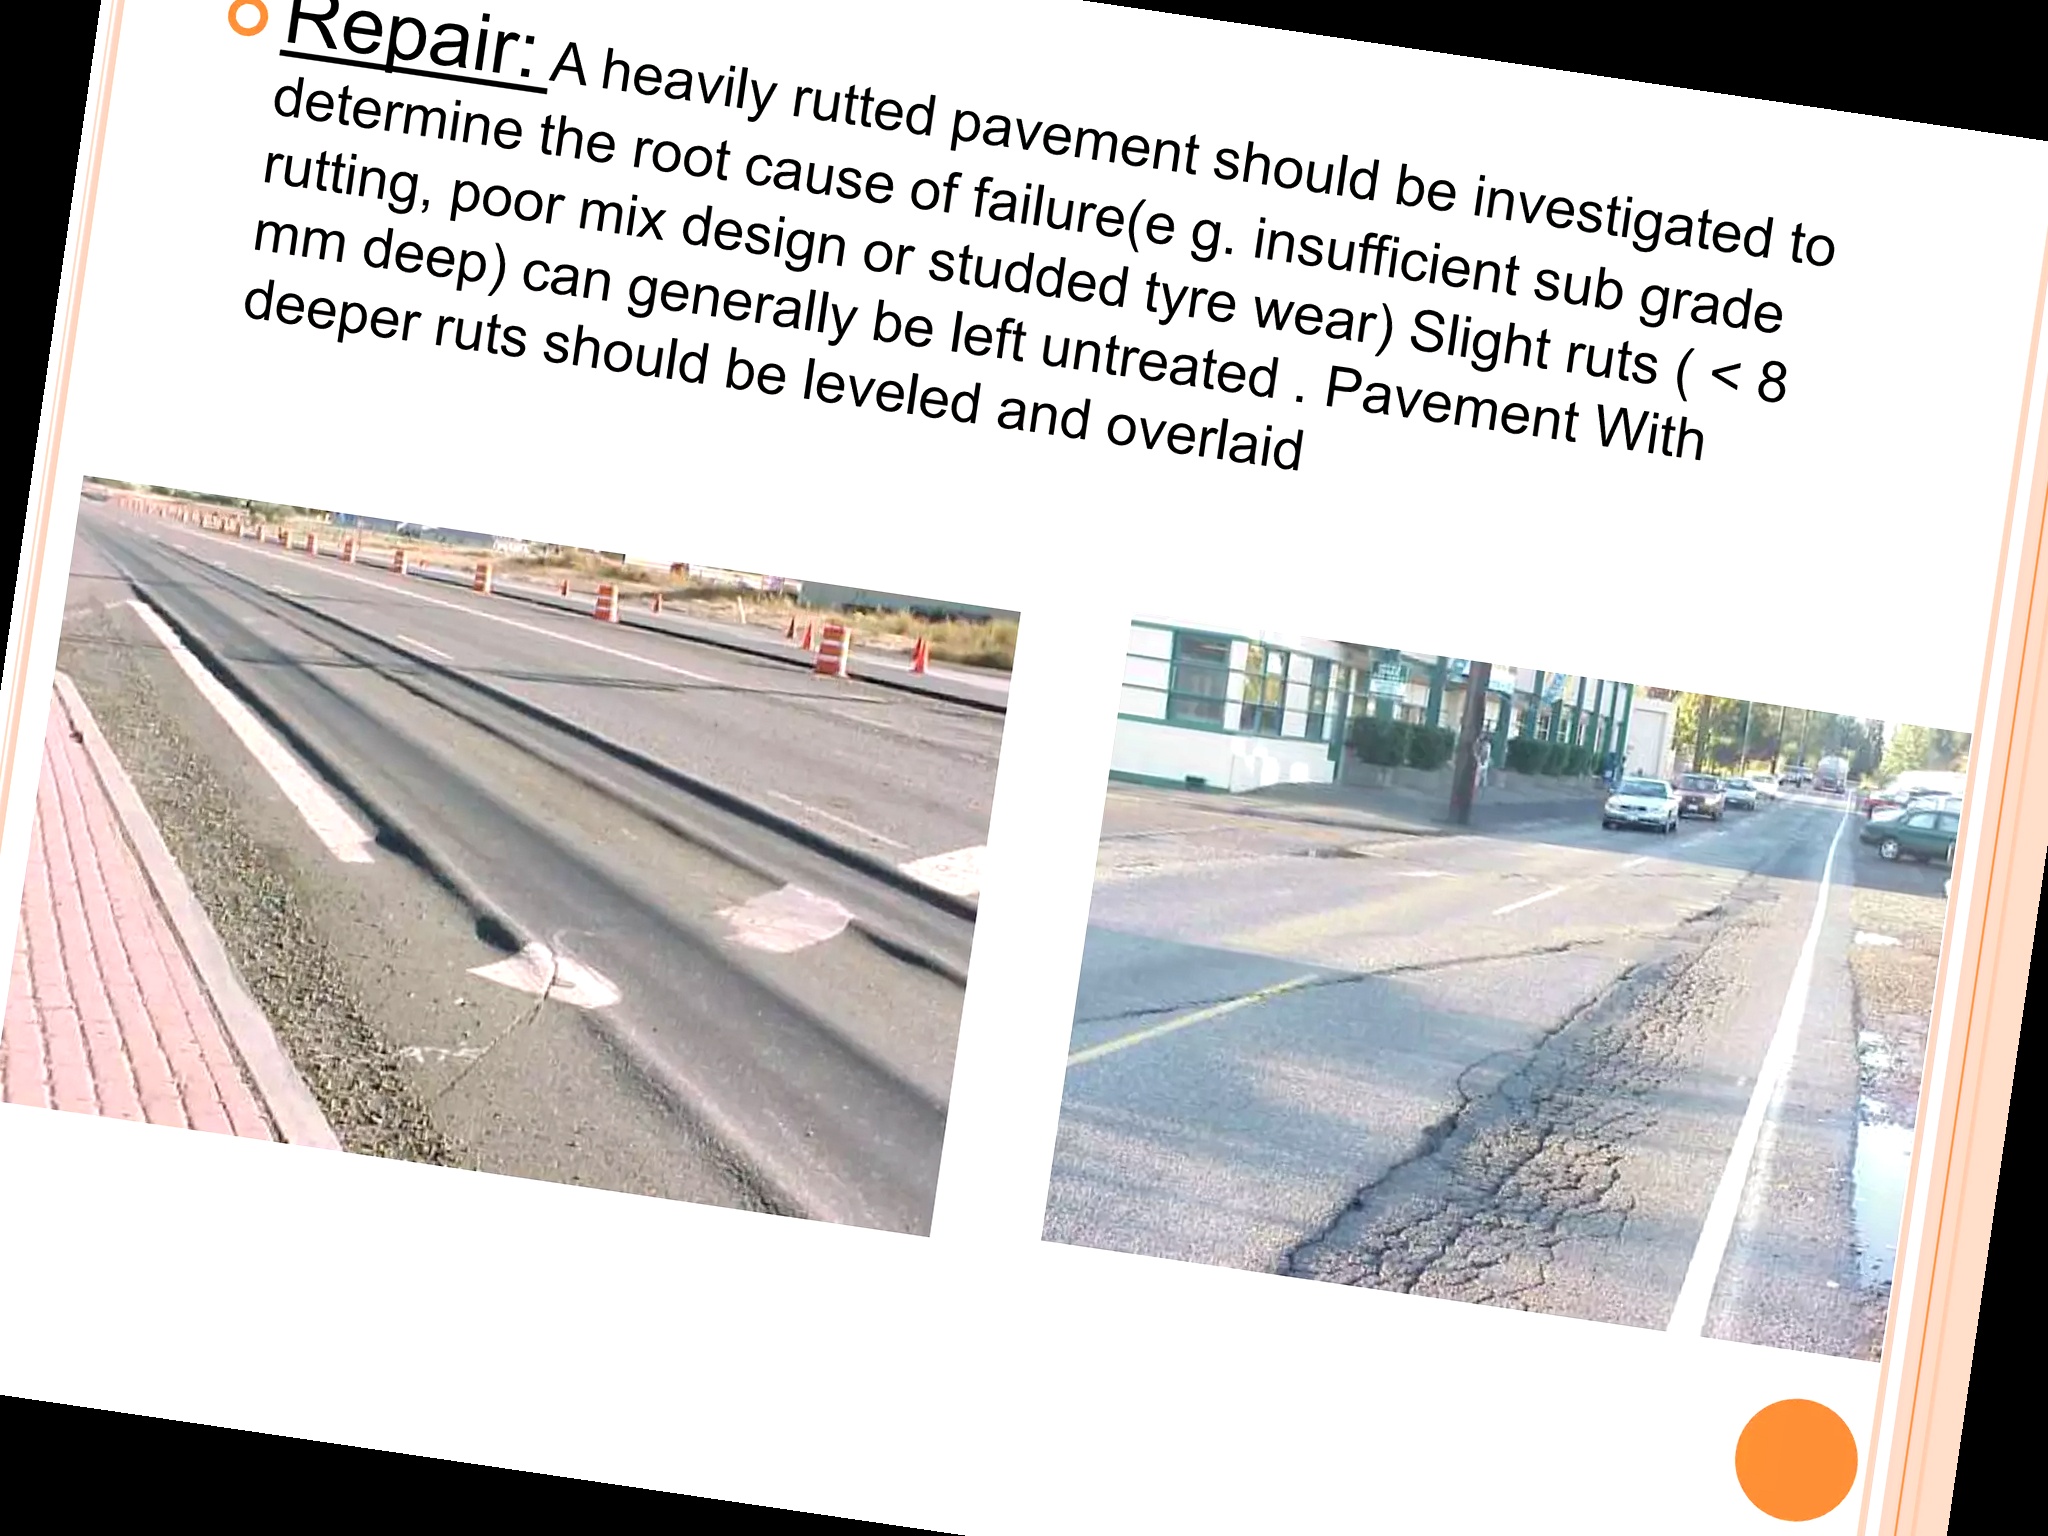 Repair: A heavily rutted pavement should be investigated to
determine the root cause of failure(e g. insufficient sub grade
rutting, poor mix design or studded tyre wear) Slight ruts ( < 8
mm deep) can generally be left untreated . Pavement With
deeper ruts should be leveled and overlaid